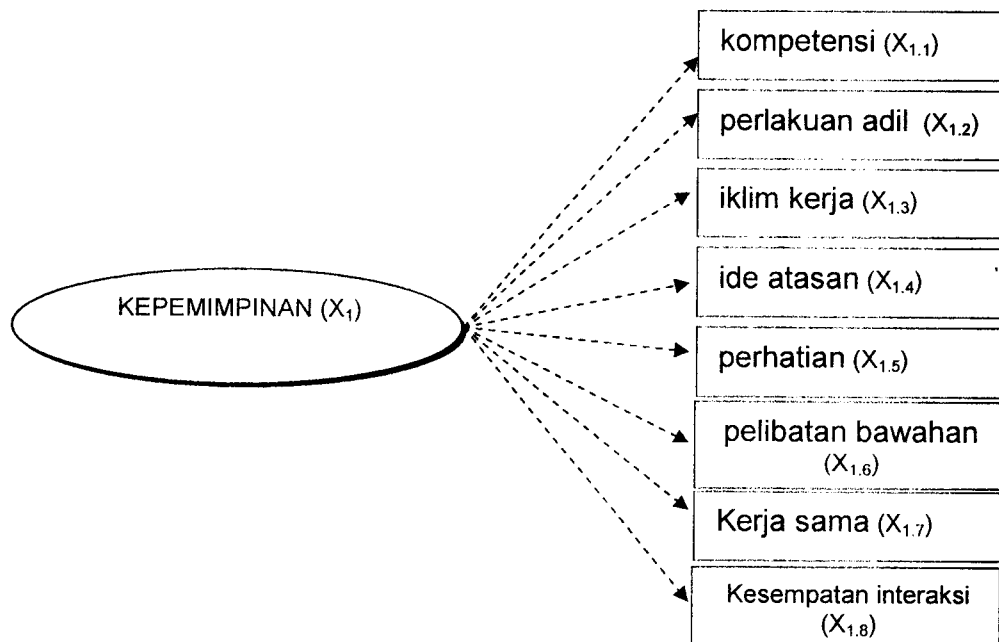 kompetensi (X₁.₁)
perlakuan adil (X₁.₂)
iklim kerja (X₁.₃)
ide atasan (X₁.₄)
KEPEMIMPINAN (X₁)
perhatian (X₁.₅)
pelibatan bawahan
(X₁.₆)
Kerja sama (X₁.₇)
Kesempatan interaksi
(X₁.₈)